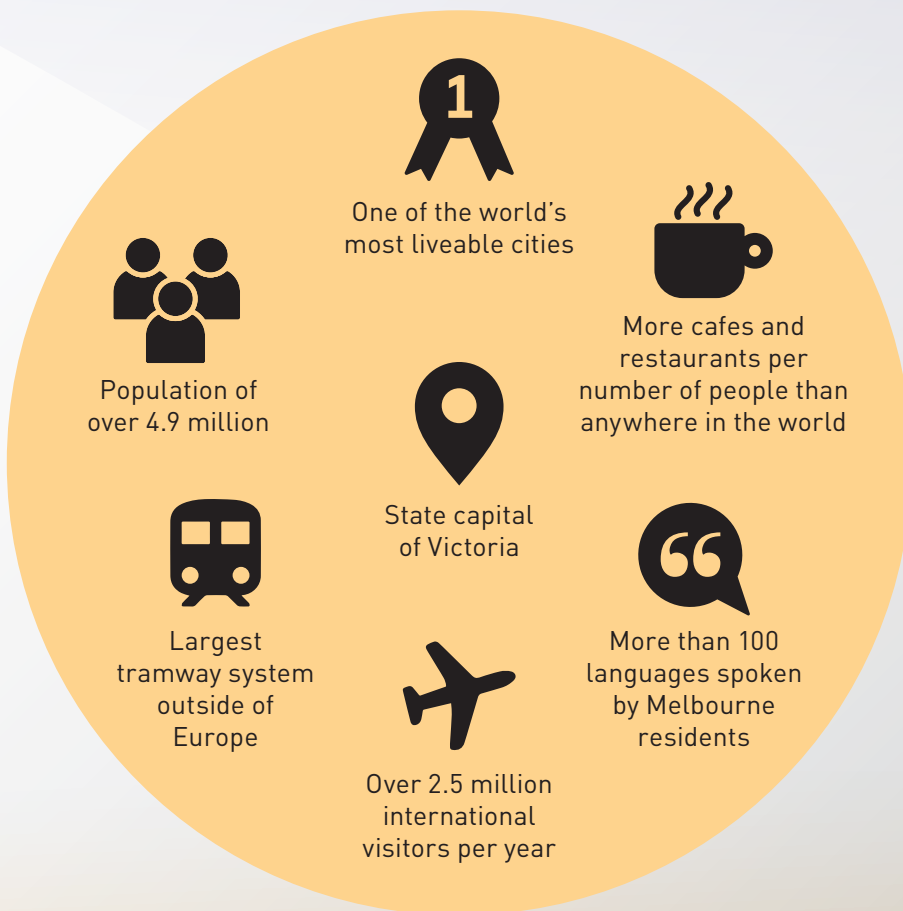 1
One of the world's
most liveable cities
More cafes and
restaurants per
number of people than
anywhere in the world
Population of
over 4.9 million
State capital
of Victoria
Largest
tramway system
outside of
Europe
More than 100
languages spoken
by Melbourne
residents
Over 2.5 million
international
visitors per year